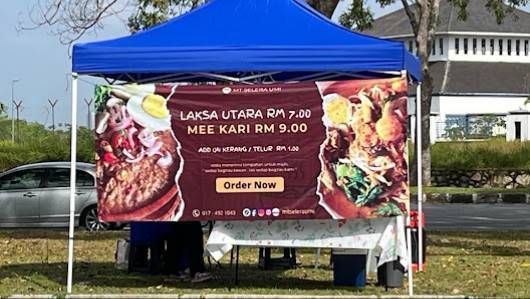 MT.SELERA UMI
LAKSA UTARA RM 7.00
MEE KARI RM 9.00
ADD ON KERANG / TELUR RM 1.00
Order Now
017 - 492 1043 mtseleraumi